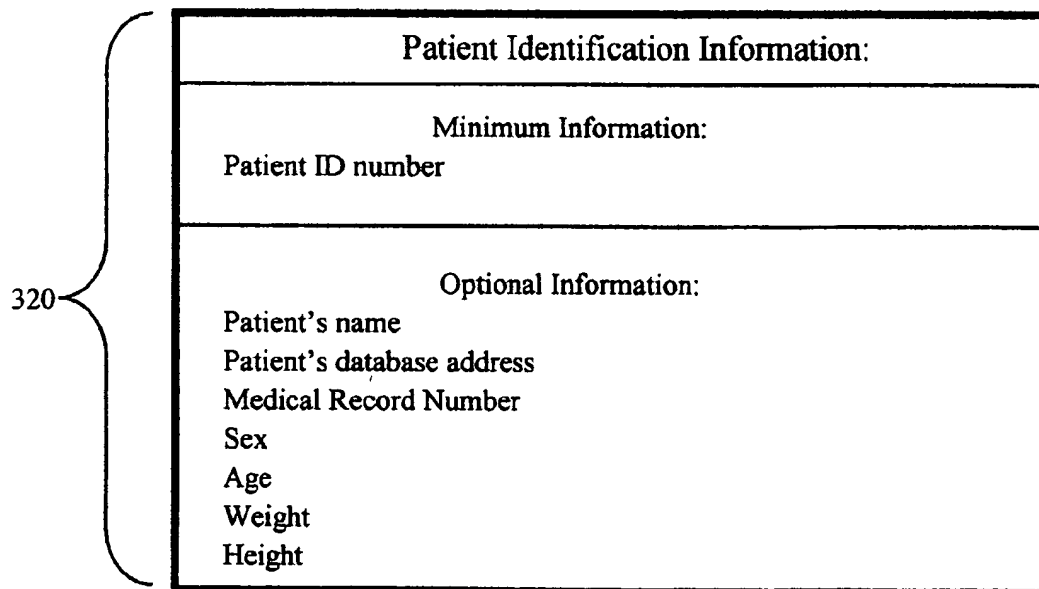 Patient Identification Information:
Minimum Information:
Patient ID number
320
Optional Information:
Patient's name
Patient's database address
Medical Record Number
Sex
Age
Weight
Height